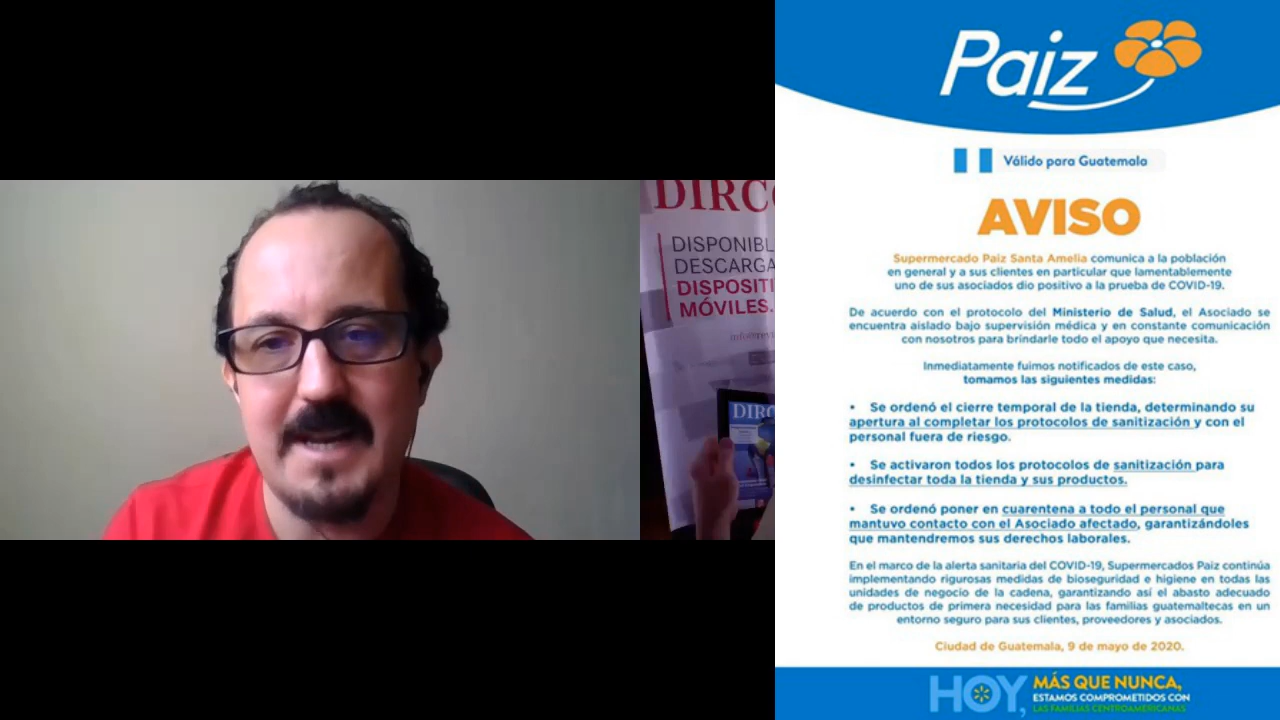 DIRC
DISPONIBL
DESCARGA
DISPOSITI
MÓVILES.
DIRC
Paiz
Válido para Guatemala
AVISO
Supermercado Paiz Santa Amelia comunica a la población
en general y a sus clientes en particular que lamentablemente
uno de sus asociados dio positivo a la prueba de COVID-19.
De acuerdo con el protocolo del Ministerio de Salud, el Asociado se
encuentra aislado bajo supervisión médica y en constante comunicación
con nosotros para brindarle todo el apoyo que necesita.
Inmediatamente fuimos notificados de este caso,
tomamos las siguientes medidas:
• Se ordenó el cierre temporal de la tienda, determinando su
apertura al completar los protocolos de sanitización y con el
personal fuera de riesgo.
• Se activaron todos los protocolos de sanitización para
desinfectar toda la tienda y sus productos.
• Se ordenó poner en cuarentena a todo el personal que
mantuvo contacto con el Asociado afectado, garantizándoles
que mantendremos sus derechos laborales.
En el marco de la alerta sanitaria del COVID-19, Supermercados Paiz continúa
implementando rigurosas medidas de bioseguridad e higiene en todas las
unidades de negocio de la cadena, garantizando así el abasto adecuado
de productos de primera necesidad para las familias guatemaltecas en un
entorno seguro para sus clientes, proveedores y asociados.
Ciudad de Guatemala, 9 de mayo de 2020.
HOY,
MÁS QUE NUNCA,
ESTAMOS COMPROMETIDOS CON
LAS FAMILIAS CENTROAMERICANAS